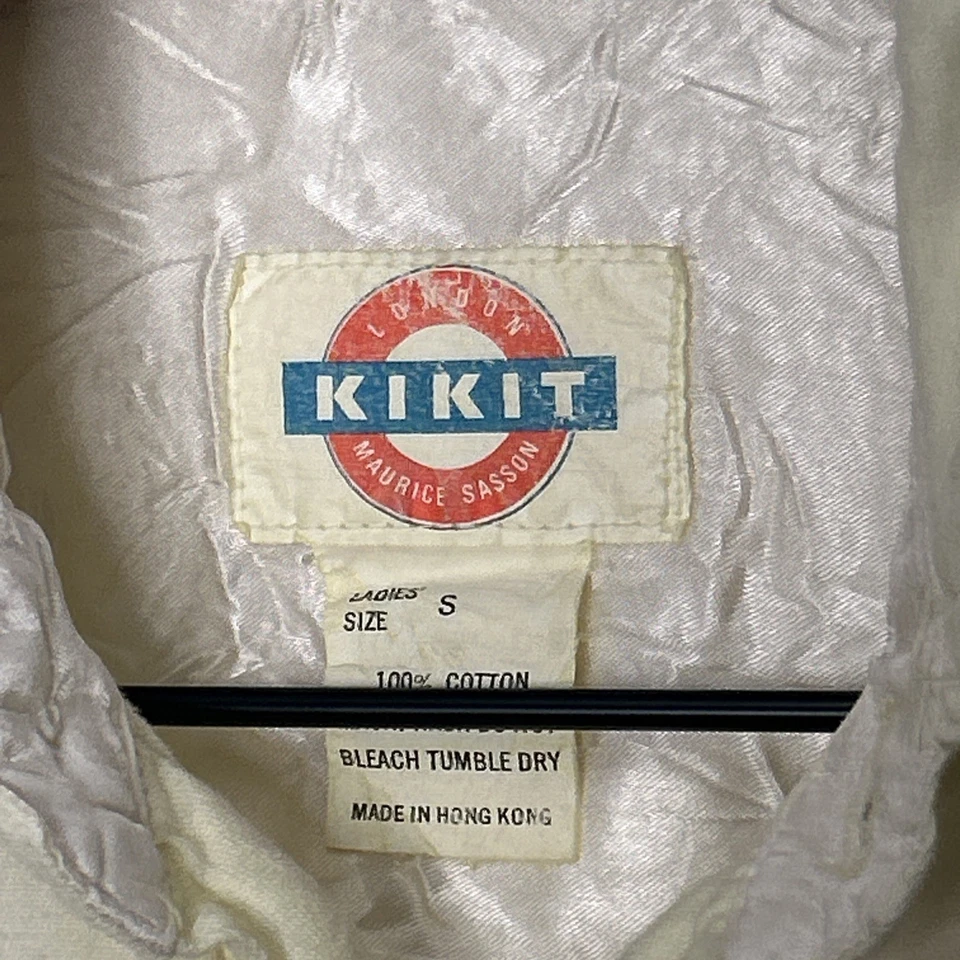 LONDON
KIKIT
MAURICE SASSON
LADIES' S
SIZE
100% COTTON
BLEACH TUMBLE DRY
MADE IN HONG KONG